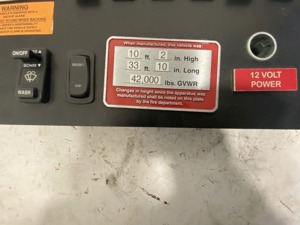 WARNING
ON/OFF
WASH
When manufactured, this vehicle was:
10 ft. 2 in. High
33 ft. 10 in. Long
42,000 lbs. GVWR
Changes in height since the apparatus was
manufactured shall be noted on this plate
by the fire department.
12 VOLT
POWER